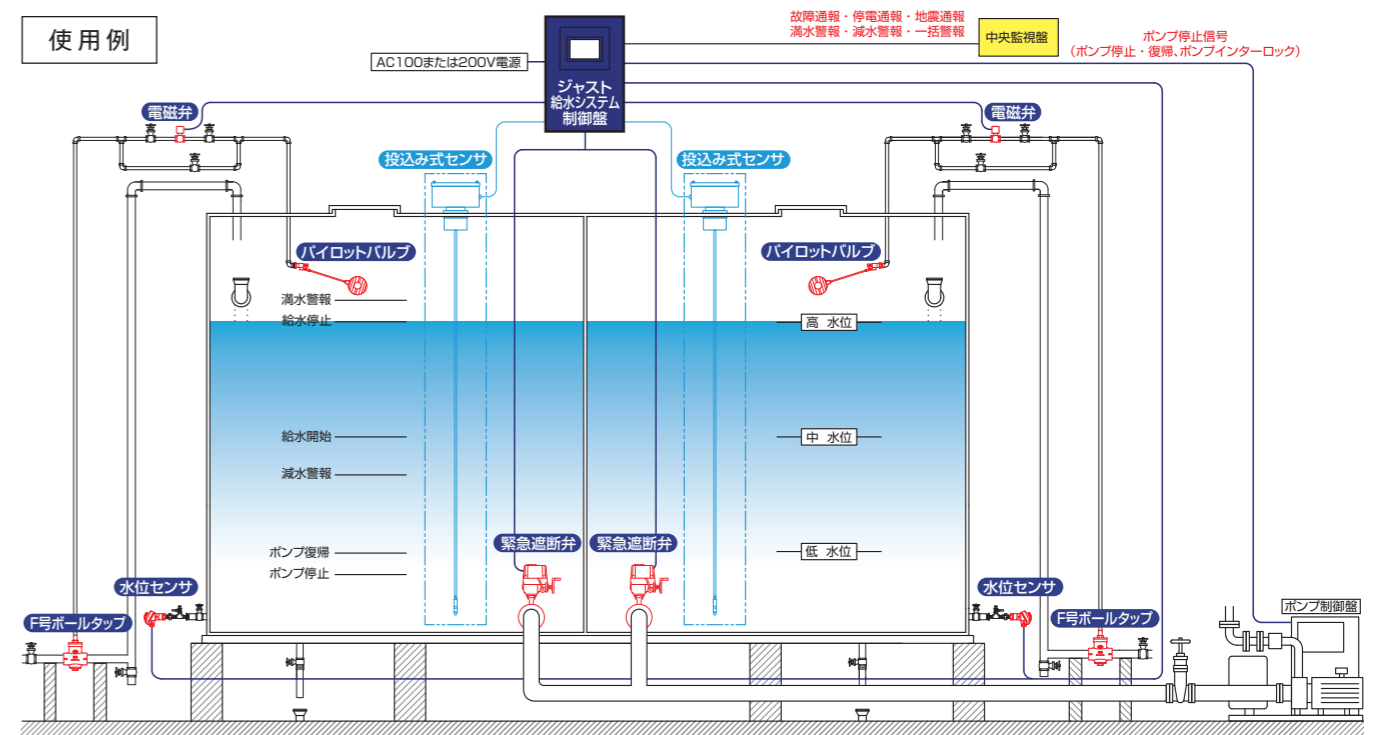 使用例
故障通報・停電通報・地震通報
満水警報・減水警報・一括警報
中央監視盤
ポンプ停止信号
(ポンプ停止・復帰、ポンプインターロック)
AC100または200V電源
ジャスト
給水システム
制御盤
電磁弁
電磁弁
投込み式センサ
投込み式センサ
パイロットバルブ
パイロットバルブ
満水警報
給水停止
高 水位
給水開始
中 水位
減水警報
緊急遮断弁
緊急遮断弁
ポンプ復帰
低 水位
ポンプ停止
水位センサ
水位センサ
F号ボールタップ
F号ボールタップ
ポンプ制御盤